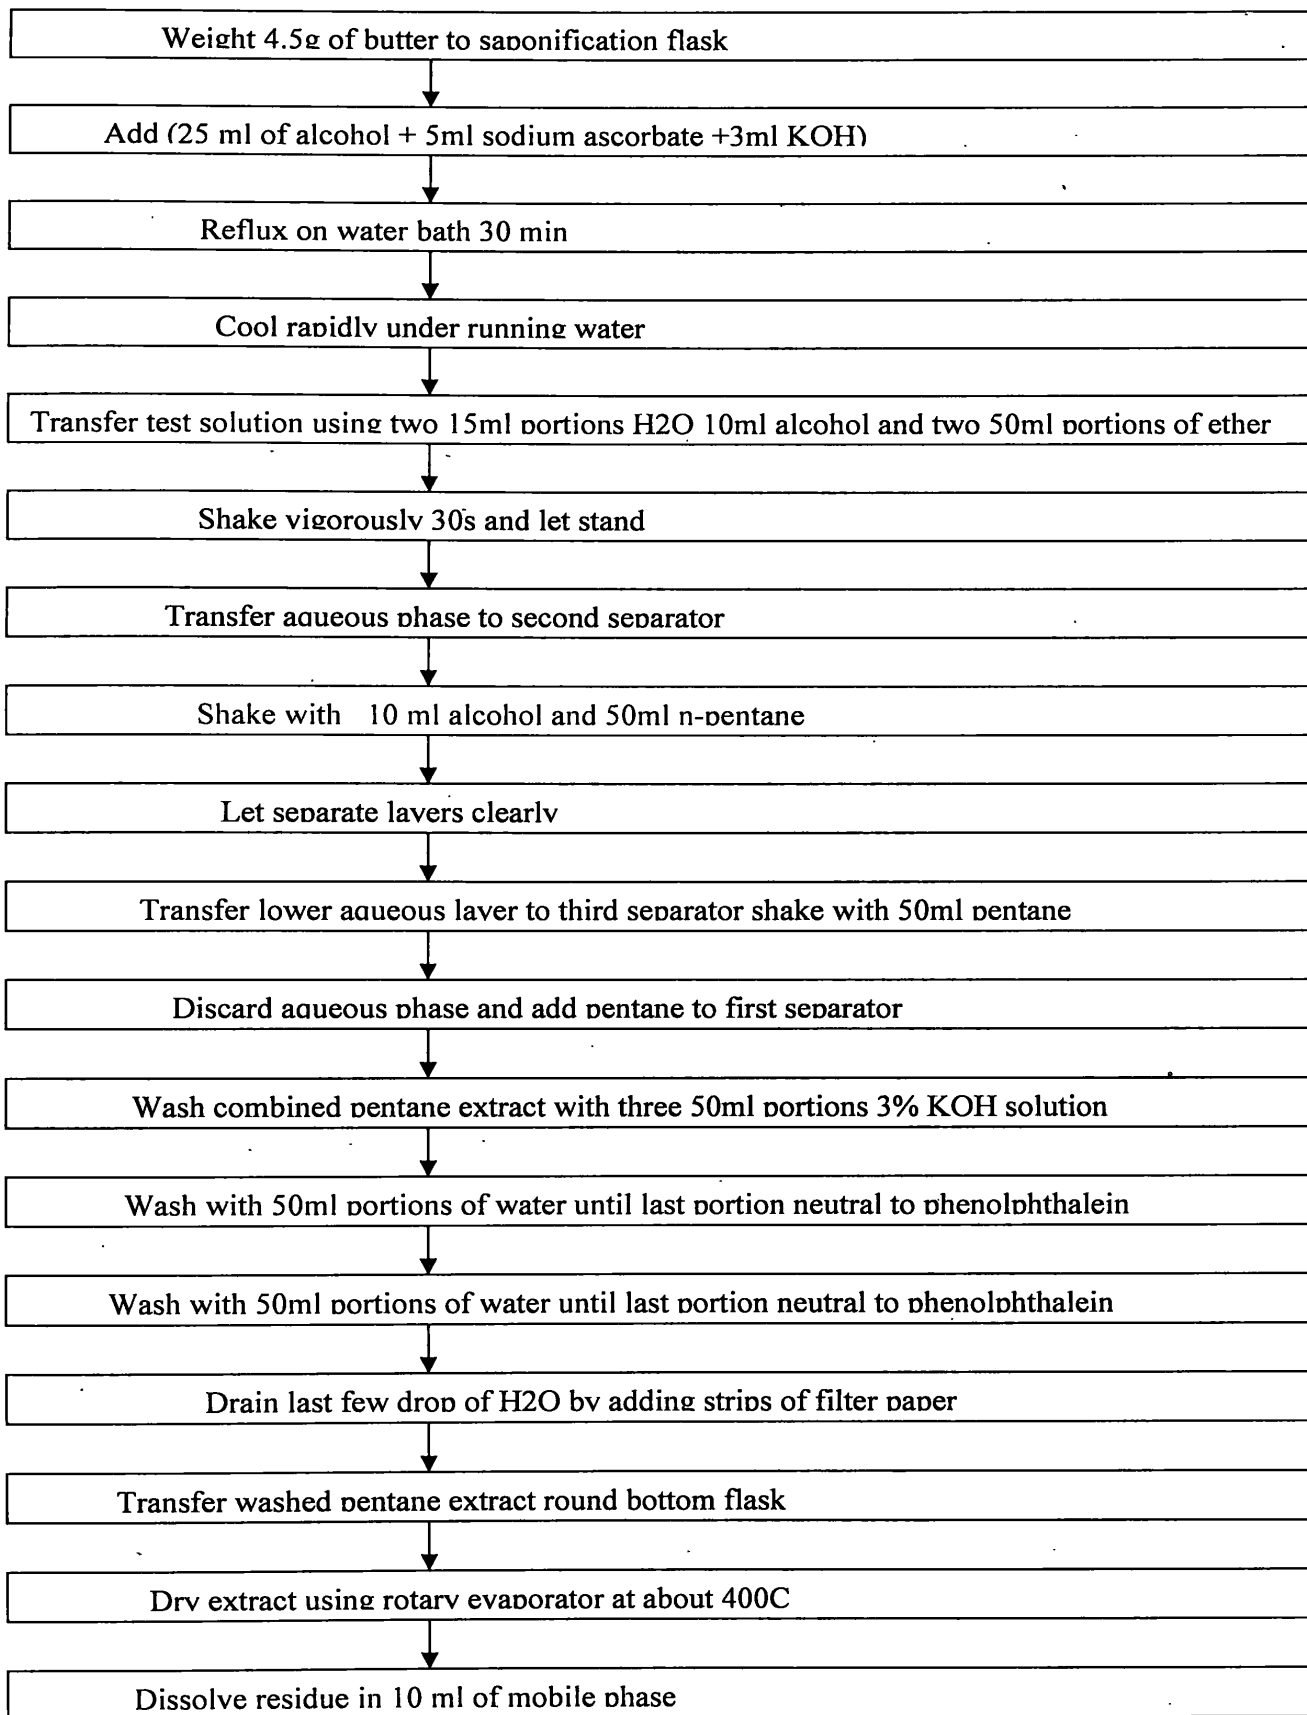 Weight 4.5g of butter to saponification flask
Add (25 ml of alcohol + 5ml sodium ascorbate +3ml KOH)
Reflux on water bath 30 min
Cool rapidly under running water
Transfer test solution using two 15ml portions H2O 10ml alcohol and two 50ml portions of ether
Shake vigorously 30s and let stand
Transfer aqueous phase to second separator
Shake with 10 ml alcohol and 50ml n-pentane
Let separate layers clearly
Transfer lower aqueous layer to third separator shake with 50ml pentane
Discard aqueous phase and add pentane to first separator
Wash combined pentane extract with three 50ml portions 3% KOH solution
Wash with 50ml portions of water until last portion neutral to phenolphthalein
Wash with 50ml portions of water until last portion neutral to phenolphthalein
Drain last few drop of H2O by adding strips of filter paper
Transfer washed pentane extract round bottom flask
Dry extract using rotary evaporator at about 400C
Dissolve residue in 10 ml of mobile phase